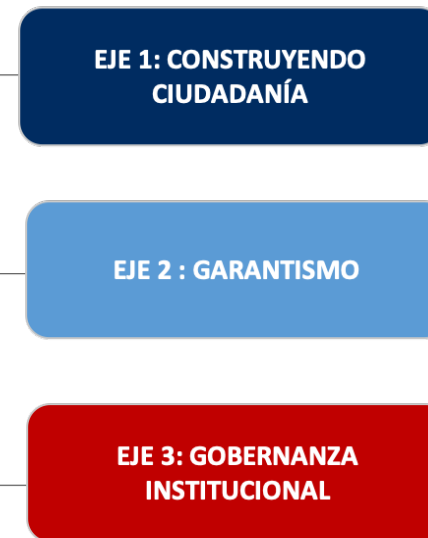 EJE 1: CONSTRUYENDO
CIUDADANÍA
EJE 2 : GARANTISMO
EJE 3: GOBERNANZA
INSTITUCIONAL